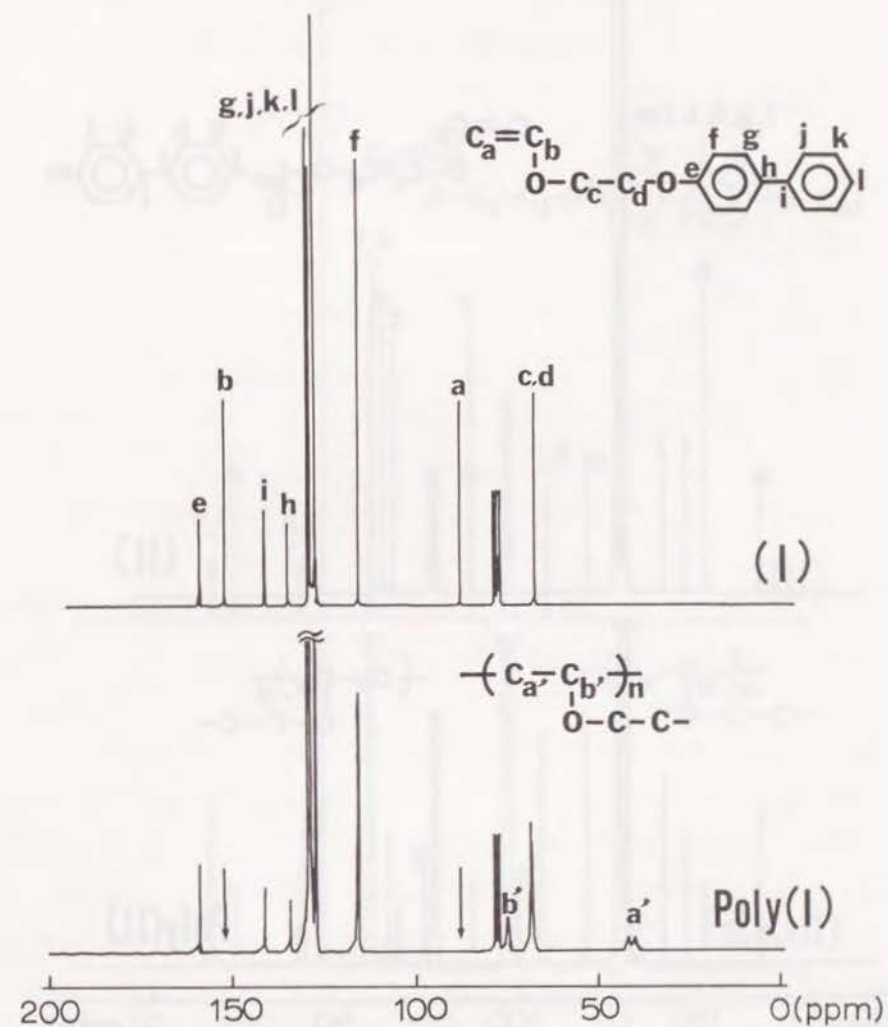 g.j.k.l
f
Ca=Cb
O-Cc-Cd-O
e
f
g
h
i
j
k
l
b
a
c.d
e
i
h
(I)
-(Ca'-Cb')n
O-C-C-
b'
a'
Poly(I)
200 150 100 50 0(ppm)